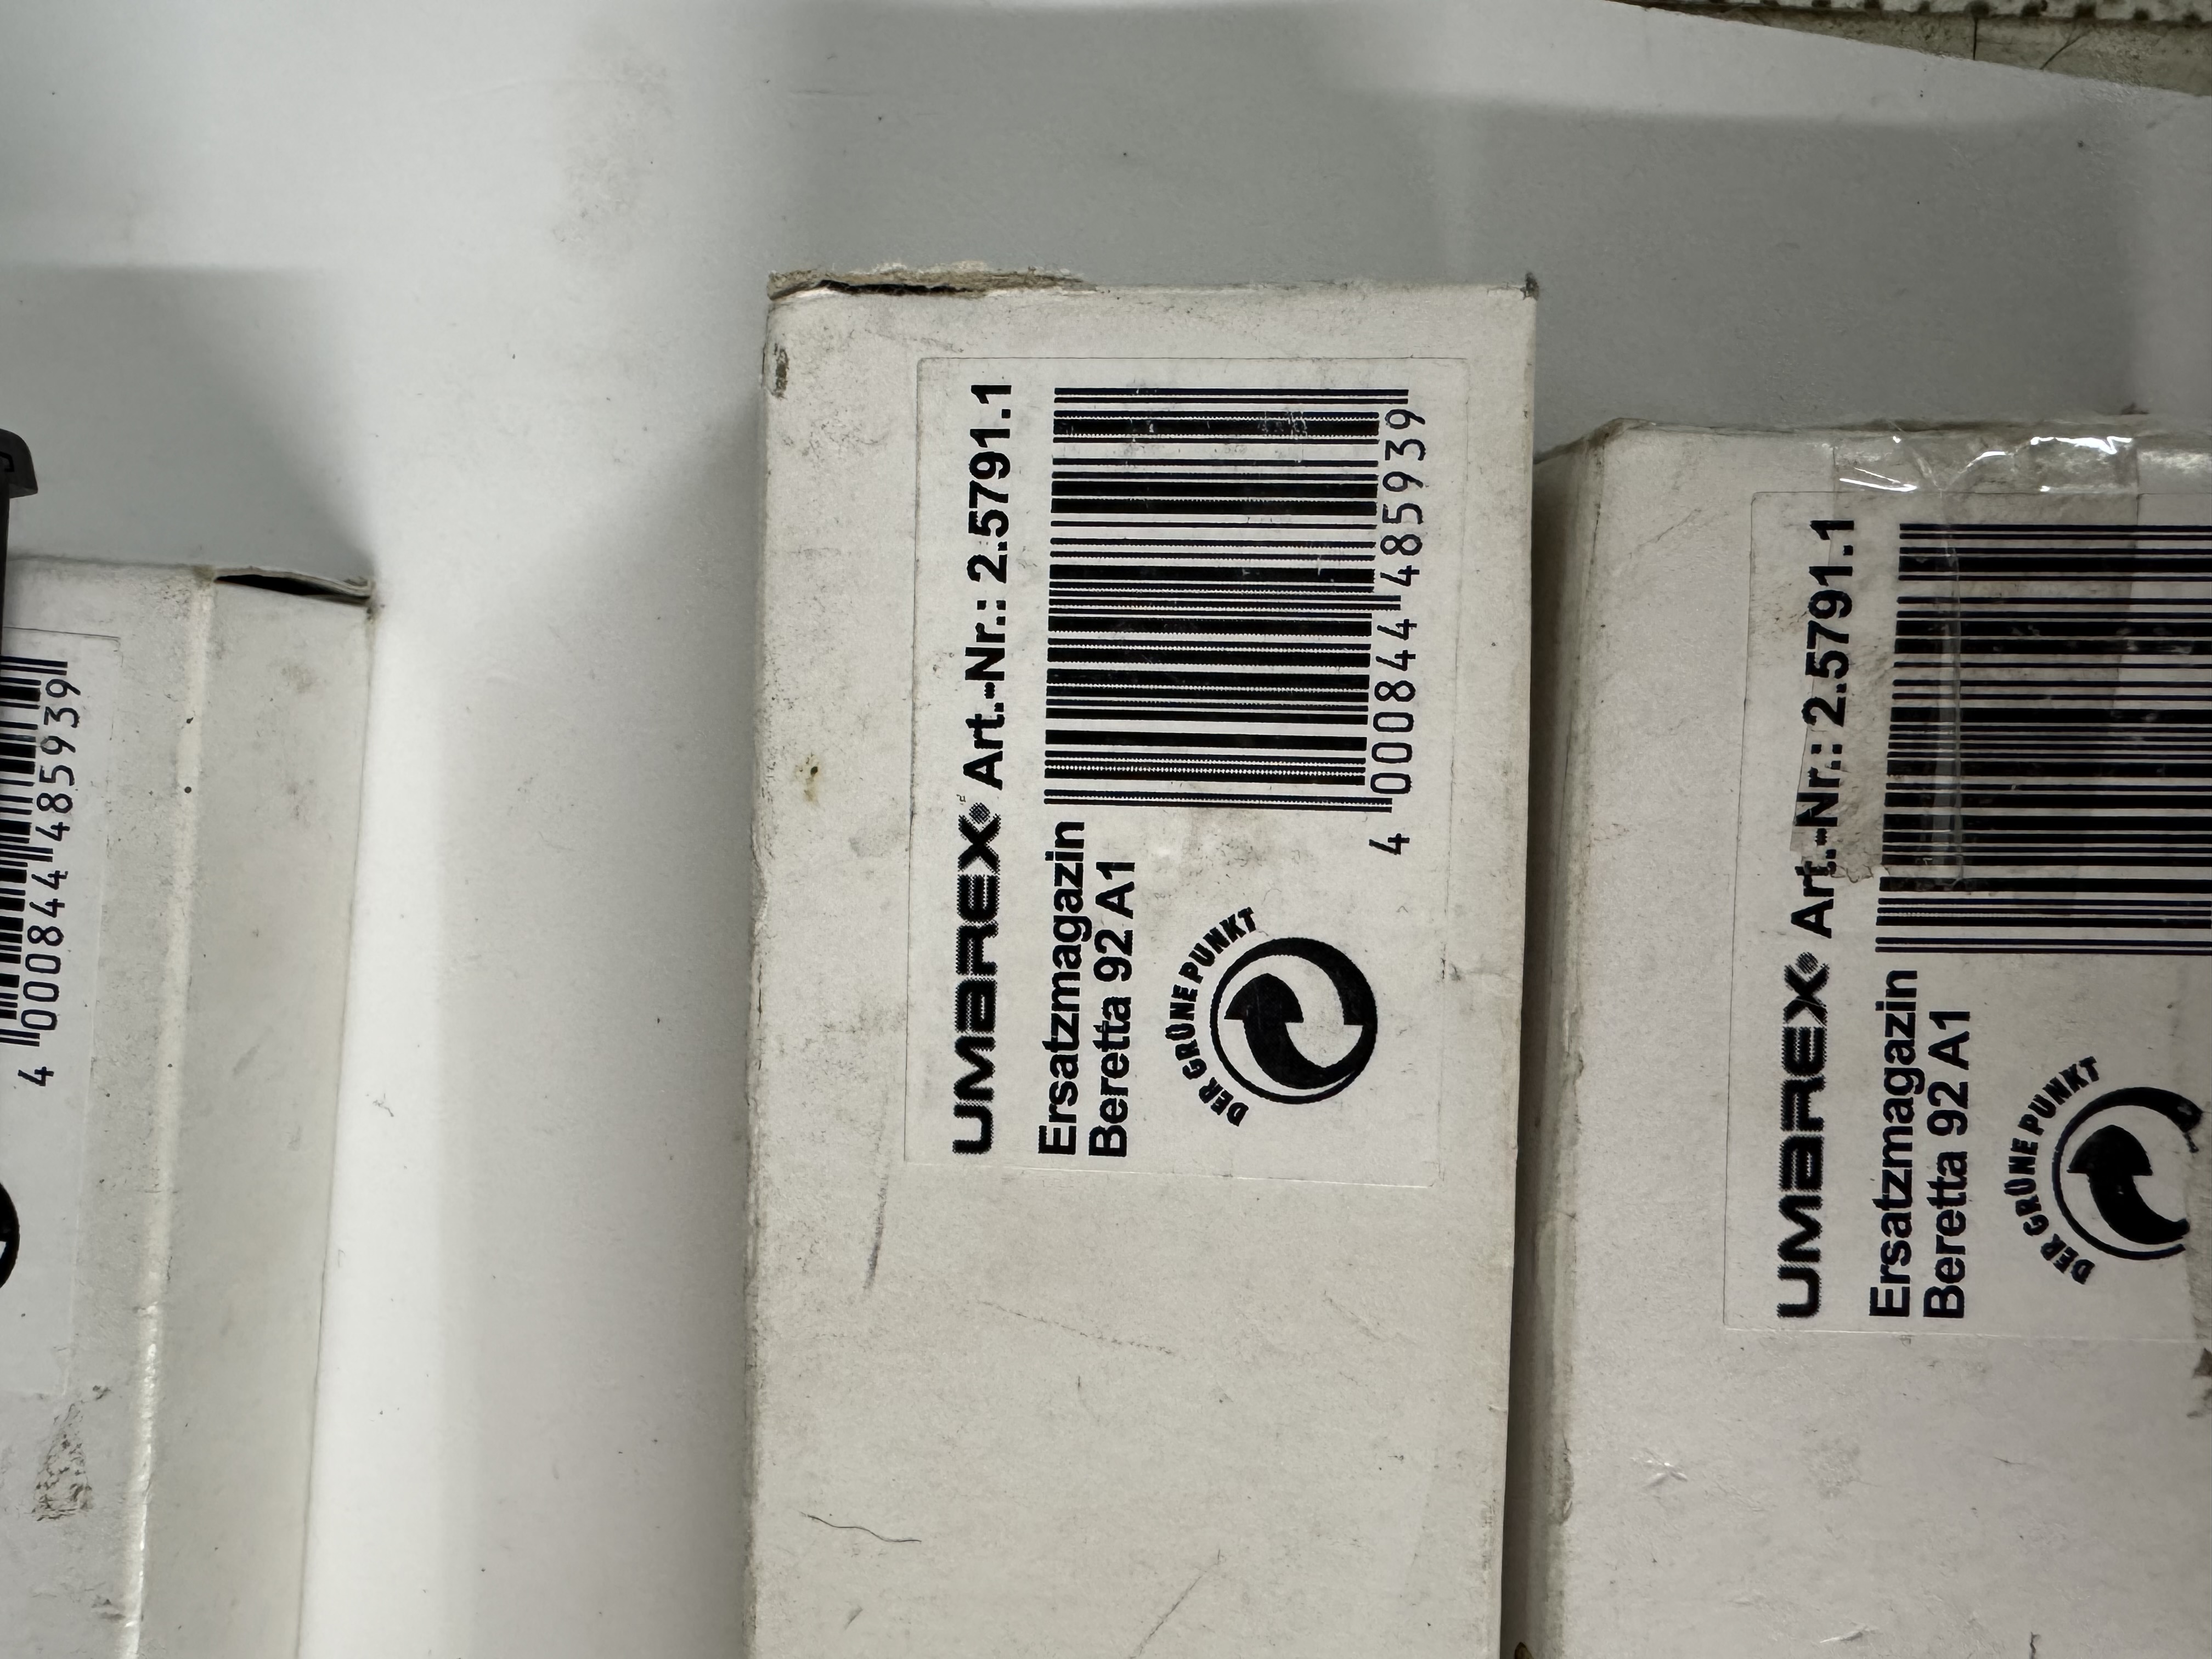 4 000844 485939
UMAREX Art.-Nr.: 2.5791.1
Ersatzmagazin
Beretta 92 A1
DER GRÜNE PUNKT
4 000844 485939
UMAREX Art.-Nr.: 2.5791.1
Ersatzmagazin
Beretta 92 A1
DER GRÜNE PUNKT